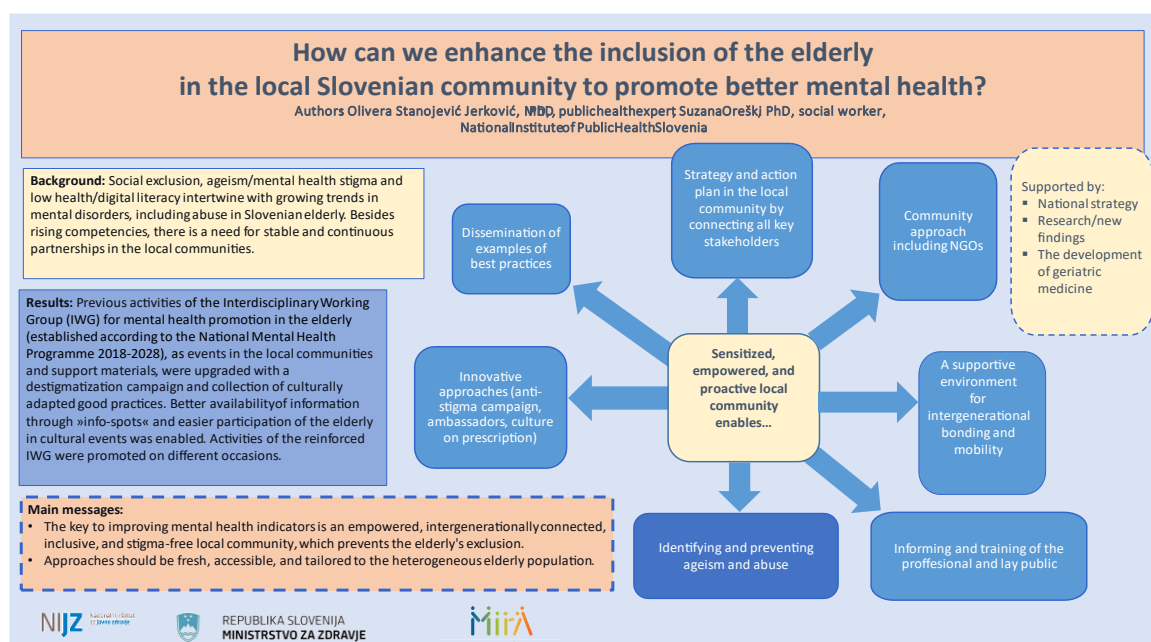 How can we enhance the inclusion of the elderly
in the local Slovenian community to promote better mental health?
Authors Olivera Stanojević Jerković, publichealthexpert, SuzanaOreški, PhD, social worker,
NationalInstituteof PublicHealthSlovenia
Background: Social exclusion, ageism/mental health stigma and
low health/digital literacy intertwine with growing trends in
mental disorders, including abuse in Slovenian elderly. Besides
rising competencies, there is a need for stable and continuous
partnerships in the local communities.
Results: Previous activities of the Interdisciplinary Working
Group (IWG) for mental health promotion in the elderly
(established according to the National Mental Health
Programme 2018-2028), as events in the local communities
and support materials, were upgraded with a
destigmatization campaign and collection of culturally
adapted good practices. Better availabilityof information
through »info-spots« and easier participation of the elderly
in cultural events was enabled. Activities of the reinforced
IWG were promoted on different occasions.
Main messages:
• The key to improving mental health indicators is an empowered, intergenerationally connected,
inclusive, and stigma-free local community, which prevents the elderly's exclusion.
• Approaches should be fresh, accessible, and tailored to the heterogeneous elderly population.
Dissemination of
examples of
best practices
Strategy and action
plan in the local
community by
connecting all key
stakeholders
Community
approach
including NGOs
Supported by:
▪ National strategy
▪ Research/new
findings
▪ The development
of geriatric
medicine
Innovative
approaches (anti-
stigma campaign,
ambassadors, culture
on prescription)
Sensitized,
empowered, and
proactive local
community
enables…
A supportive
environment
for
intergenerational
bonding and
mobility
Identifying and preventing
ageism and abuse
Informing and training of the
proffesional and lay public
NIJZ
Nacionalni inštitut
za javno zdravje
REPUBLIKA SLOVENIJA
MINISTRSTVO ZA ZDRAVJE
MirA